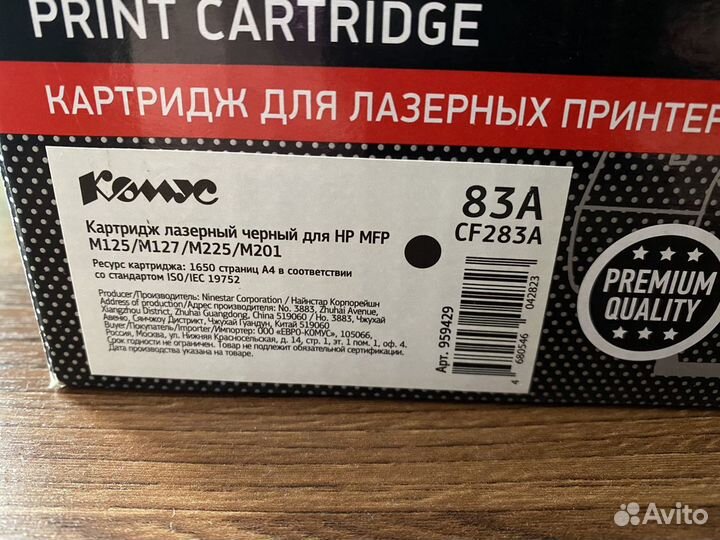 PRINT CARTRIDGE
КАРТРИДЖ ДЛЯ ЛАЗЕРНЫХ ПРИНТЕР
Комус
83A
CF283A
Картридж лазерный черный для HP MFP
M125/M127/M225/M201
Ресурс картриджа: 1650 страниц А4 в соответствии
со стандартом ISO/IEC 19752
Producer/Производитель: Ninestar Corporation / Найнстар Корпорейшн
Address of production/Адрес производителя: No. 3883, Zhuhai Avenue,
Xiangzhou District, Zhuhai Guangdong, China 519060 / Но. 3883, Чжухай
Авеню, Сянчжоу Дистрикт, Чжухай Гуандун, Китай 519060
Buyer/Покупатель/Importer/Импортер: ООО «ЕВРО-КОМУС», 105066,
Россия, Москва, ул. Нижняя Красносельская, д. 14, стр. 1, эт. 1 пом. 1, оф. 4.
Срок годности не ограничен. Товар не подлежит обязательной сертификации.
Дата производства указана на товаре.
Арт. 959429
4 680546 042823
PREMIUM
QUALITY
Avito